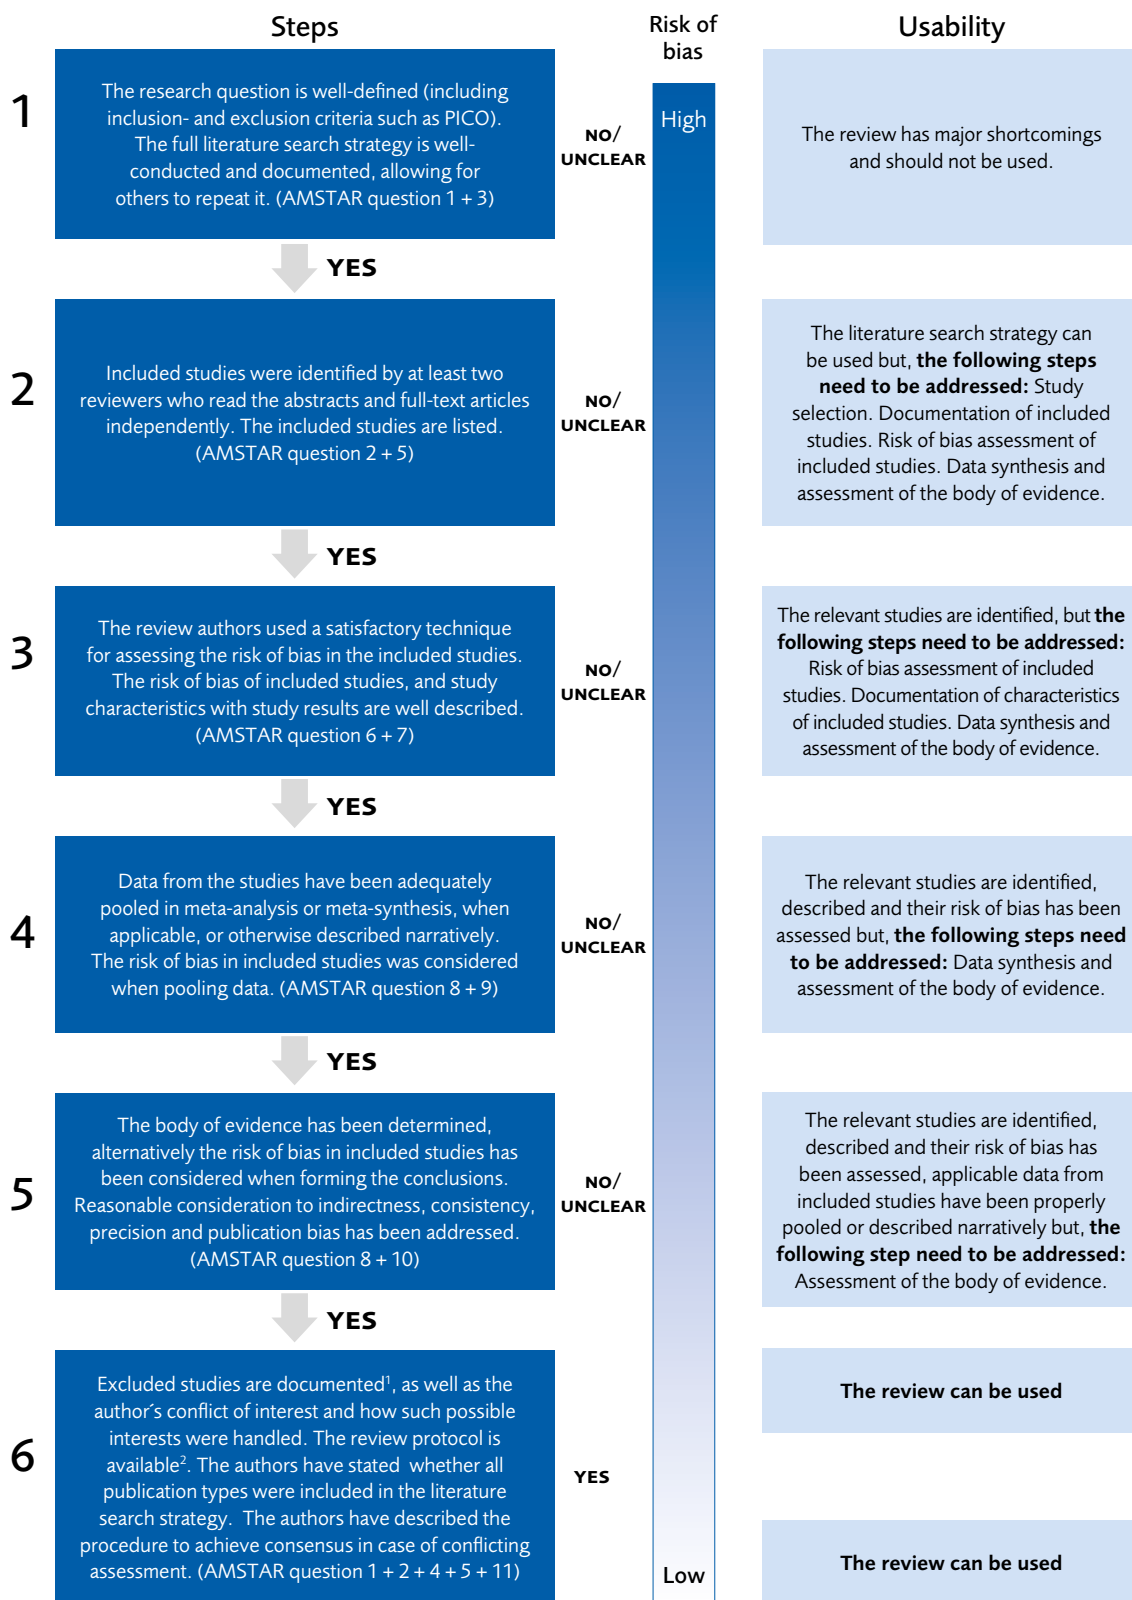 Steps
Risk of
bias
Usability
1
The research question is well-defined (including
inclusion- and exclusion criteria such as PICO).
The full literature search strategy is well-
conducted and documented, allowing for
others to repeat it. (AMSTAR question 1 + 3)
NO/
UNCLEAR
High
The review has major shortcomings
and should not be used.
YES
2
Included studies were identified by at least two
reviewers who read the abstracts and full-text articles
independently. The included studies are listed.
(AMSTAR question 2 + 5)
NO/
UNCLEAR
The literature search strategy can
be used but, the following steps
need to be addressed: Study
selection. Documentation of included
studies. Risk of bias assessment of
included studies. Data synthesis and
assessment of the body of evidence.
YES
3
The review authors used a satisfactory technique
for assessing the risk of bias in the included studies.
The risk of bias of included studies, and study
characteristics with study results are well described.
(AMSTAR question 6 + 7)
NO/
UNCLEAR
The relevant studies are identified, but the
following steps need to be addressed:
Risk of bias assessment of included
studies. Documentation of characteristics
of included studies. Data synthesis and
assessment of the body of evidence.
YES
4
Data from the studies have been adequately
pooled in meta-analysis or meta-synthesis, when
applicable, or otherwise described narratively.
The risk of bias in included studies was considered
when pooling data. (AMSTAR question 8 + 9)
NO/
UNCLEAR
The relevant studies are identified,
described and their risk of bias has been
assessed but, the following steps need
to be addressed: Data synthesis and
assessment of the body of evidence.
YES
5
The body of evidence has been determined,
alternatively the risk of bias in included studies has
been considered when forming the conclusions.
Reasonable consideration to indirectness, consistency,
precision and publication bias has been addressed.
(AMSTAR question 8 + 10)
NO/
UNCLEAR
The relevant studies are identified,
described and their risk of bias has
been assessed, applicable data from
included studies have been properly
pooled or described narratively but, the
following step need to be addressed:
Assessment of the body of evidence.
YES
6
Excluded studies are documented¹, as well as the
author´s conflict of interest and how such possible
interests were handled. The review protocol is
available². The authors have stated whether all
publication types were included in the literature
search strategy. The authors have described the
procedure to achieve consensus in case of conflicting
assessment. (AMSTAR question 1 + 2 + 4 + 5 + 11)
YES
Low
The review can be used
The review can be used